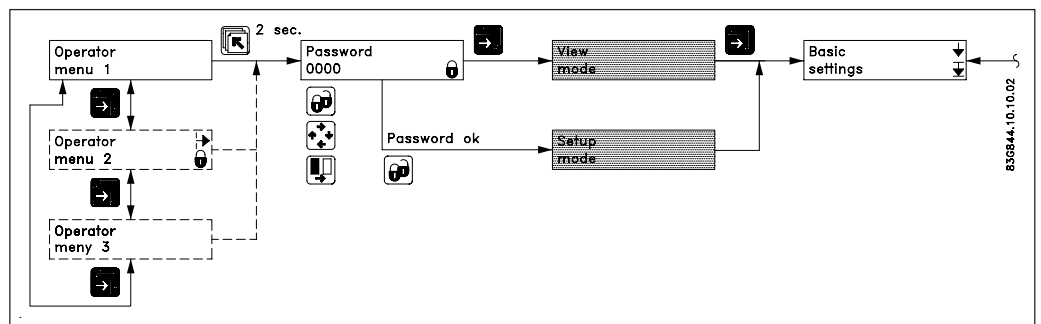 2 sec.
Operator
menu 1
Password
0000
View
mode
Basic
settings
Operator
menu 2
Password ok
Setup
mode
Operator
meny 3
83G844.10.10.02